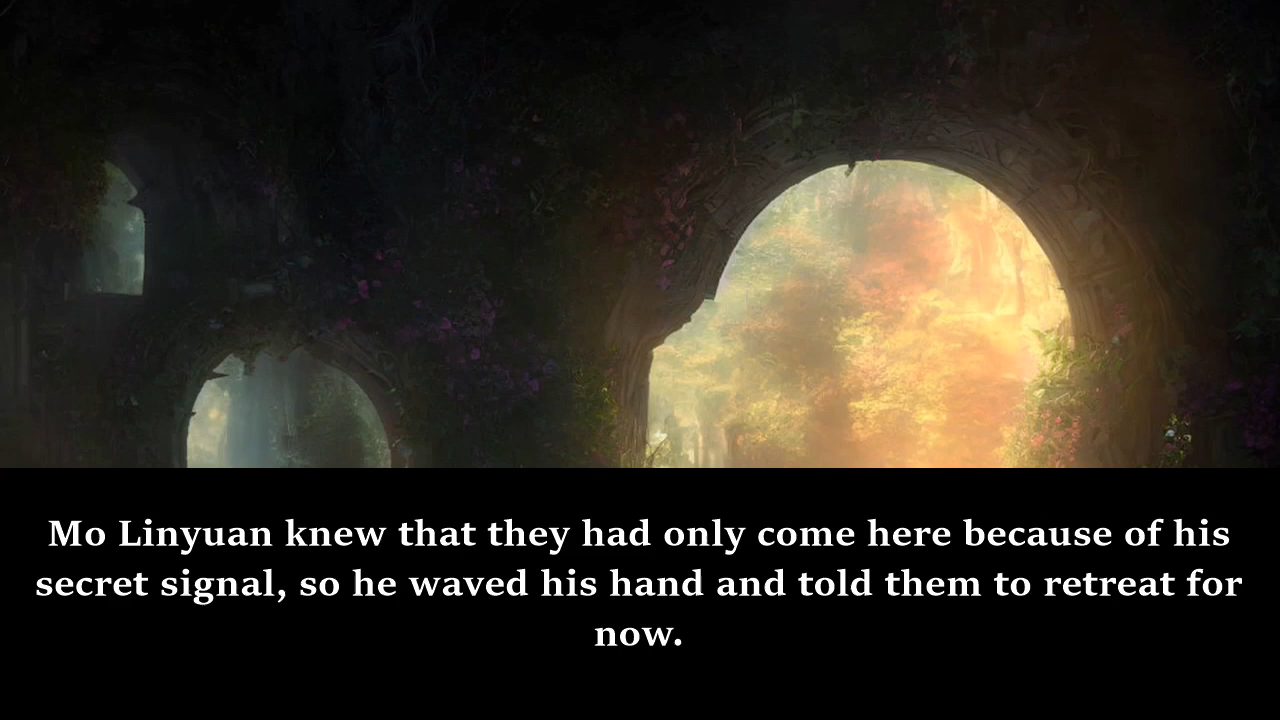 Mo Linyuan knew that they had only come here because of his
secret signal, so he waved his hand and told them to retreat for
now.